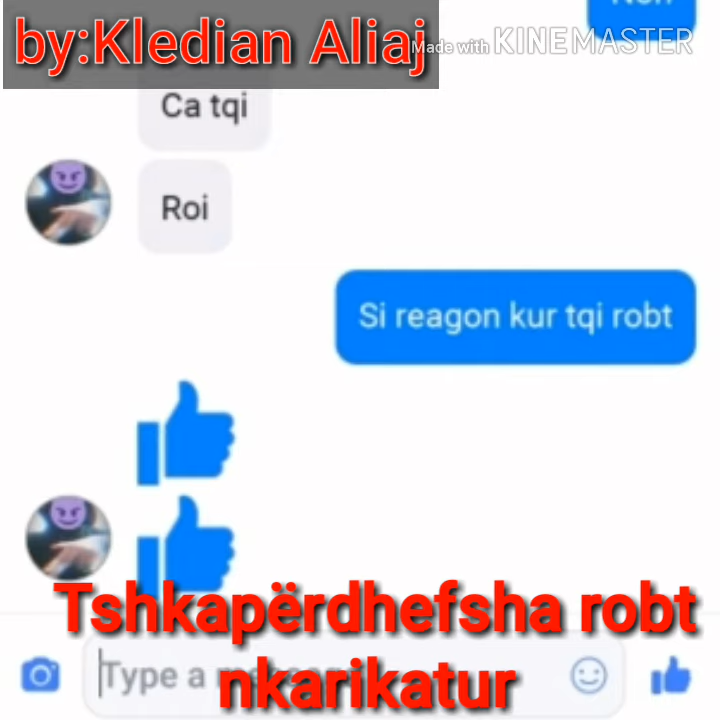 by:Kledian Aliaj
Made with KINEMASTER
Ca tqi
Roi
Si reagon kur tqi robt
Tshkapërdhefsha robt
Type a
nkarikatur